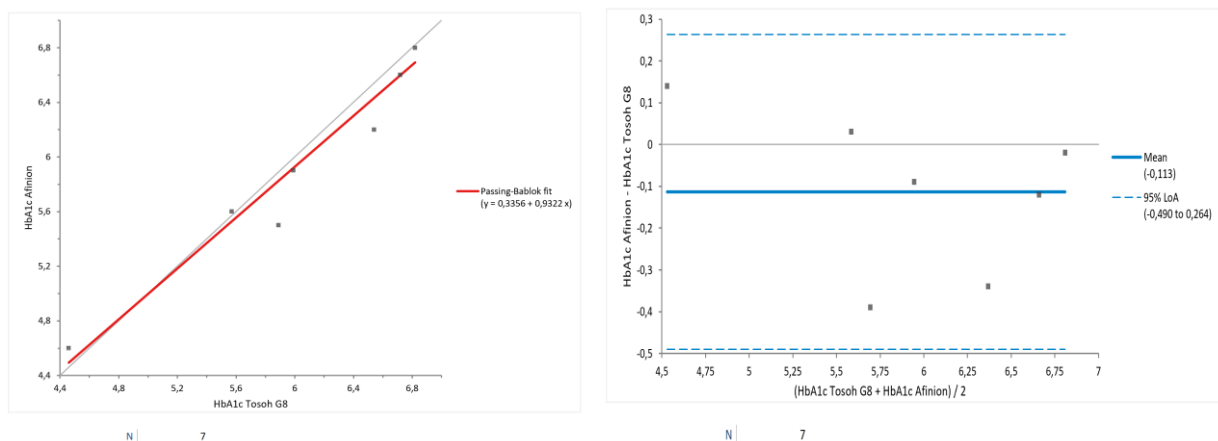 6,8
6,4
6
5,6
5,2
4,8
4,4
HbA1c Afinion
4,4 4,8 5,2 5,6 6 6,4 6,8
HbA1c Tosoh G8
Passing-Bablok fit
(y = 0,3356 + 0,9322 x)
N 7
0,3
0,2
0,1
0
-0,1
-0,2
-0,3
-0,4
-0,5
HbA1c Afinion - HbA1c Tosoh G8
4,5 4,75 5 5,25 5,5 5,75 6 6,25 6,5 6,75 7
(HbA1c Tosoh G8 + HbA1c Afinion) / 2
Mean
(-0,113)
95% LoA
(-0,490 to 0,264)
N 7